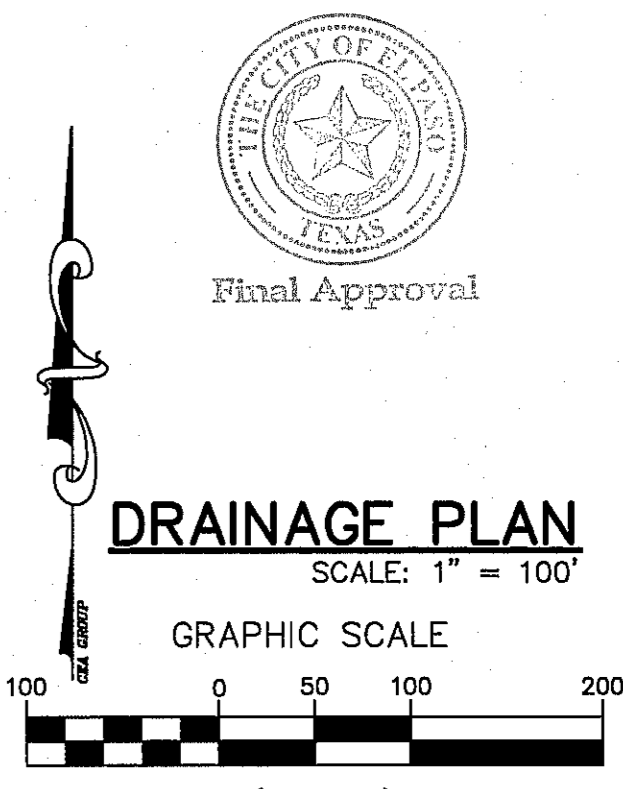 THE CITY OF EL PASO
TEXAS
Final Approval
DRAINAGE PLAN
SCALE: 1" = 100'
CEA GROUP
GRAPHIC SCALE
100 0 50 100 200